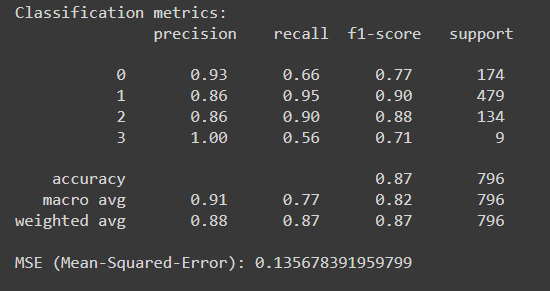 Classification metrics:
precision recall f1-score support
0 0.93 0.66 0.77 174
1 0.86 0.95 0.90 479
2 0.86 0.90 0.88 134
3 1.00 0.56 0.71 9
accuracy 0.87 796
macro avg 0.91 0.77 0.82 796
weighted avg 0.88 0.87 0.87 796
MSE (Mean-Squared-Error): 0.135678391959799